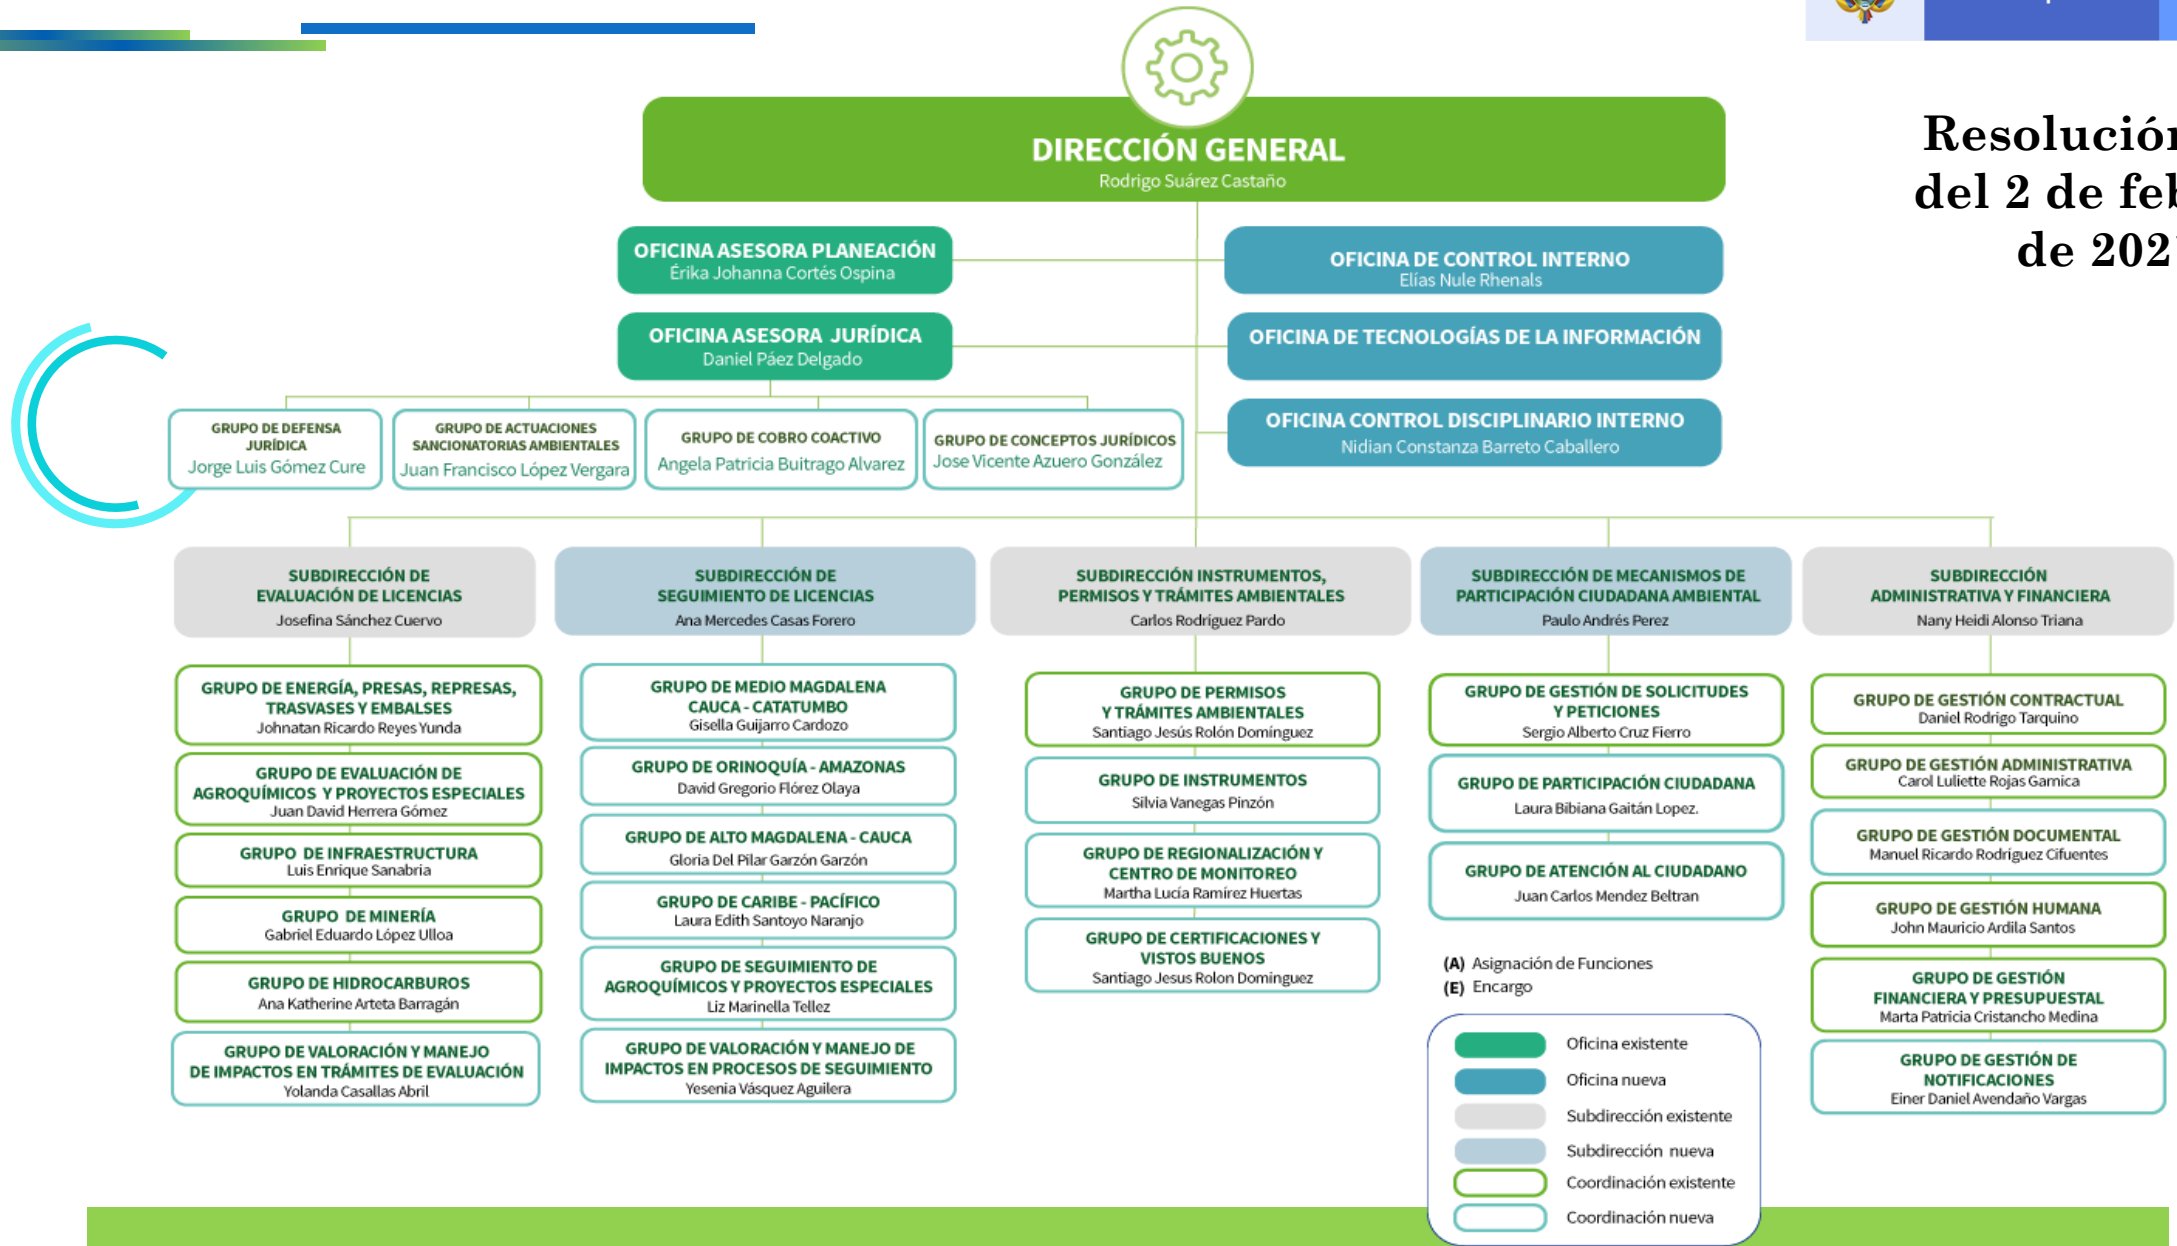 Resolución
del 2 de feb
de 202
DIRECCIÓN GENERAL
Rodrigo Suárez Castaño
OFICINA ASESORA PLANEACIÓN
Érika Johanna Cortés Ospina
OFICINA DE CONTROL INTERNO
Elías Nule Rhenals
OFICINA ASESORA JURÍDICA
Daniel Páez Delgado
OFICINA DE TECNOLOGÍAS DE LA INFORMACIÓN
OFICINA CONTROL DISCIPLINARIO INTERNO
Nidian Constanza Barreto Caballero
GRUPO DE DEFENSA
JURÍDICA
Jorge Luis Gómez Cure
GRUPO DE ACTUACIONES
SANCIONATORIAS AMBIENTALES
Juan Francisco López Vergara
GRUPO DE COBRO COACTIVO
Angela Patricia Buitrago Alvarez
GRUPO DE CONCEPTOS JURÍDICOS
Jose Vicente Azuero González
SUBDIRECCIÓN DE
EVALUACIÓN DE LICENCIAS
Josefina Sánchez Cuervo
GRUPO DE ENERGÍA, PRESAS, REPRESAS,
TRASVASES Y EMBALSES
Johnatan Ricardo Reyes Yunda
GRUPO DE EVALUACIÓN DE
AGROQUÍMICOS Y PROYECTOS ESPECIALES
Juan David Herrera Gómez
GRUPO DE INFRAESTRUCTURA
Luis Enrique Sanabria
GRUPO DE MINERÍA
Gabriel Eduardo López Ulloa
GRUPO DE HIDROCARBUROS
Ana Katherine Arteta Barragán
GRUPO DE VALORACIÓN Y MANEJO
DE IMPACTOS EN TRÁMITES DE EVALUACIÓN
Yolanda Casallas Abril
SUBDIRECCIÓN DE
SEGUIMIENTO DE LICENCIAS
Ana Mercedes Casas Forero
GRUPO DE MEDIO MAGDALENA
CAUCA - CATATUMBO
Gisella Guijarro Cardozo
GRUPO DE ORINOQUÍA - AMAZONAS
David Gregorio Flórez Olaya
GRUPO DE ALTO MAGDALENA - CAUCA
Gloria Del Pilar Garzón Garzón
GRUPO DE CARIBE - PACÍFICO
Laura Edith Santoyo Naranjo
GRUPO DE SEGUIMIENTO DE
AGROQUÍMICOS Y PROYECTOS ESPECIALES
Liz Marinella Tellez
GRUPO DE VALORACIÓN Y MANEJO DE
IMPACTOS EN PROCESOS DE SEGUIMIENTO
Yesenia Vásquez Aguilera
SUBDIRECCIÓN INSTRUMENTOS,
PERMISOS Y TRÁMITES AMBIENTALES
Carlos Rodríguez Pardo
GRUPO DE PERMISOS
Y TRÁMITES AMBIENTALES
Santiago Jesús Rolón Domínguez
GRUPO DE INSTRUMENTOS
Silvia Vanegas Pinzón
GRUPO DE REGIONALIZACIÓN Y
CENTRO DE MONITOREO
Martha Lucía Ramírez Huertas
GRUPO DE CERTIFICACIONES Y
VISTOS BUENOS
Santiago Jesus Rolon Dominguez
SUBDIRECCIÓN DE MECANISMOS DE
PARTICIPACIÓN CIUDADANA AMBIENTAL
Paulo Andrés Perez
GRUPO DE GESTIÓN DE SOLICITUDES
Y PETICIONES
Sergio Alberto Cruz Fierro
GRUPO DE PARTICIPACIÓN CIUDADANA
Laura Bibiana Gaitán Lopez.
GRUPO DE ATENCIÓN AL CIUDADANO
Juan Carlos Mendez Beltran
SUBDIRECCIÓN
ADMINISTRATIVA Y FINANCIERA
Nany Heidi Alonso Triana
GRUPO DE GESTIÓN CONTRACTUAL
Daniel Rodrigo Tarquino
GRUPO DE GESTIÓN ADMINISTRATIVA
Carol Luliette Rojas Garnica
GRUPO DE GESTIÓN DOCUMENTAL
Manuel Ricardo Rodríguez Cifuentes
GRUPO DE GESTIÓN HUMANA
John Mauricio Ardila Santos
GRUPO DE GESTIÓN
FINANCIERA Y PRESUPUESTAL
Marta Patricia Cristancho Medina
GRUPO DE GESTIÓN DE
NOTIFICACIONES
Einer Daniel Avendaño Vargas
(A) Asignación de Funciones
(E) Encargo
Oficina existente
Oficina nueva
Subdirección existente
Subdirección nueva
Coordinación existente
Coordinación nueva